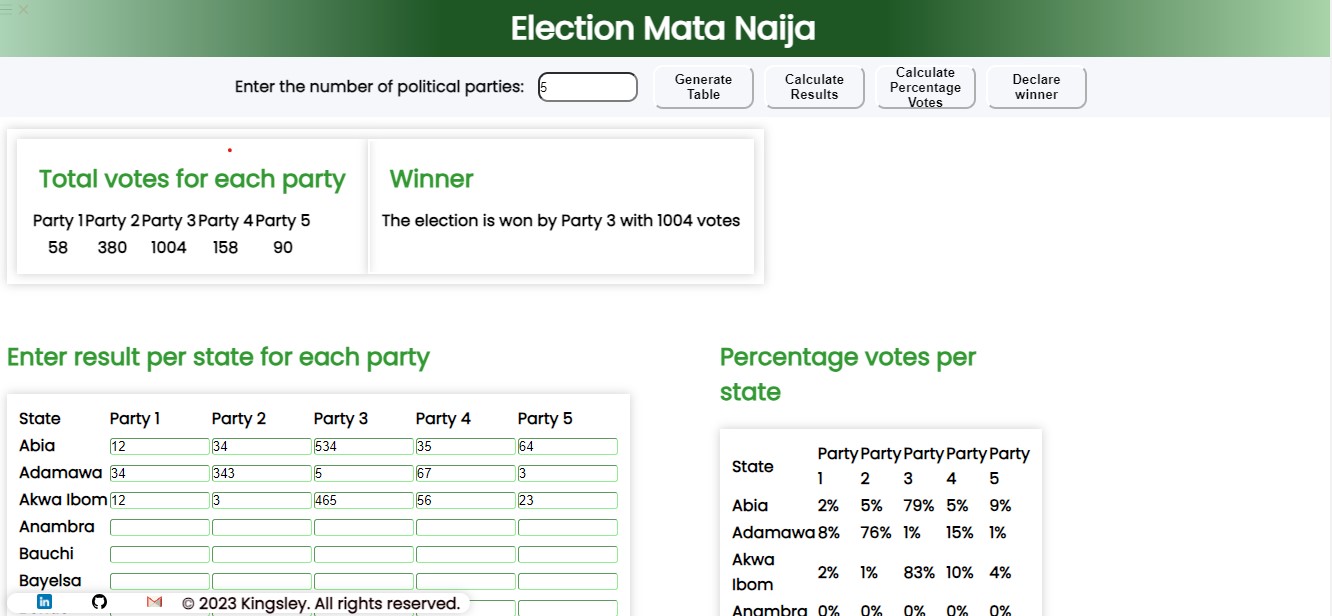 Election Mata Naija
Enter the number of political parties: 5
Generate Table
Calculate Results
Calculate Percentage Votes
Declare winner
Total votes for each party
Party 1 Party 2 Party 3 Party 4 Party 5
58 380 1004 158 90
Winner
The election is won by Party 3 with 1004 votes
Enter result per state for each party
State Party 1 Party 2 Party 3 Party 4 Party 5
Abia 12 34 534 35 64
Adamawa 34 343 5 67 3
Akwa Ibom 12 3 465 56 23
Anambra
Bauchi
Bayelsa
Percentage votes per
state
State Party 1 Party 2 Party 3 Party 4 Party 5
Abia 2% 5% 79% 5% 9%
Adamawa 8% 76% 1% 15% 1%
Akwa Ibom 2% 1% 83% 10% 4%
Anambra 0% 0% 0% 0% 0%
in © 2023 Kingsley. All rights reserved.